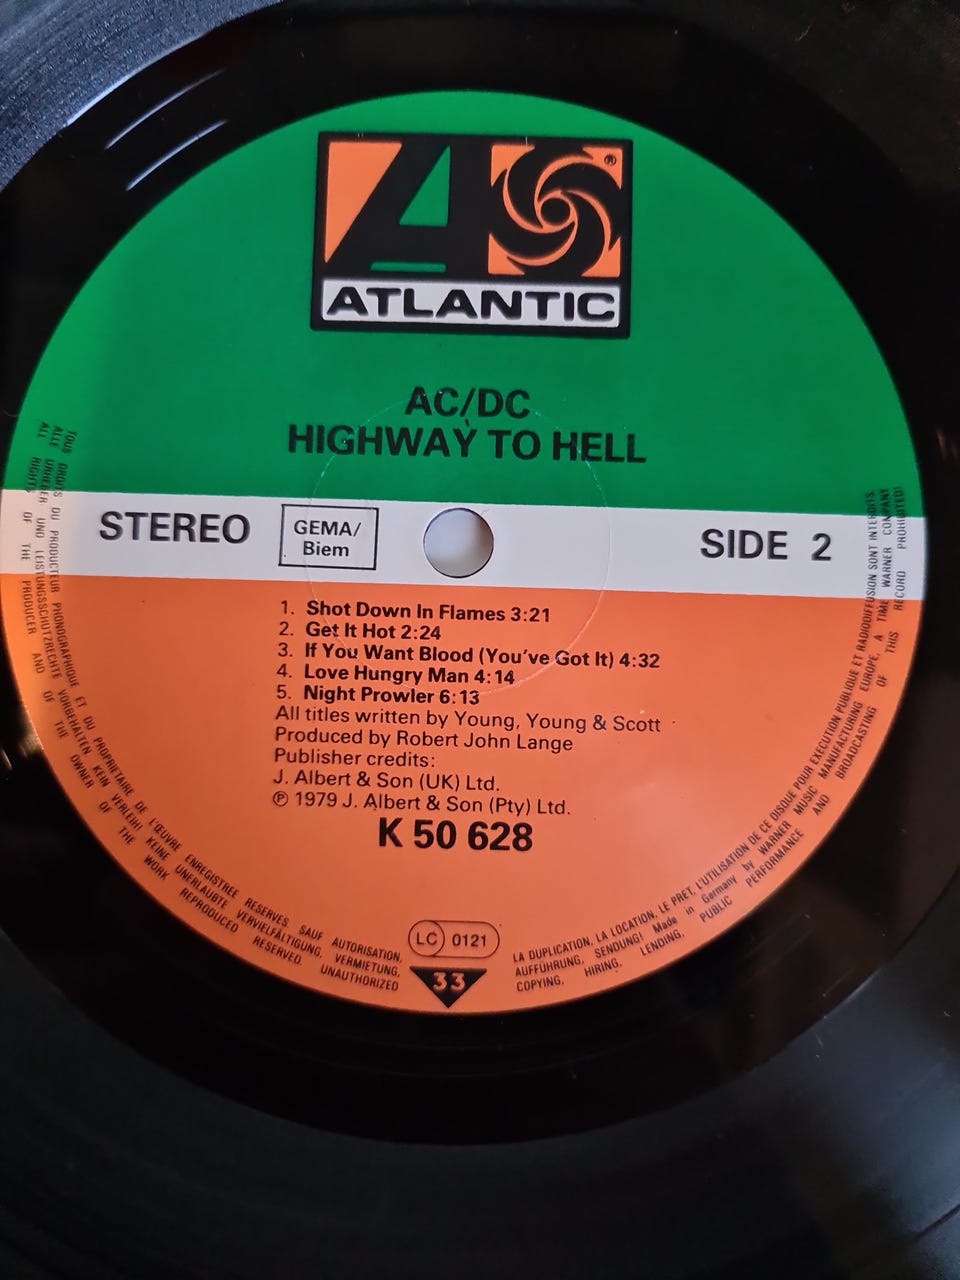 ®
ATLANTIC
AC/DC
HIGHWAY TO HELL
STEREO
GEMA/
Biem
SIDE 2
1. Shot Down In Flames 3:21
2. Get It Hot 2:24
3. If You Want Blood (You've Got It) 4:32
4. Love Hungry Man 4:14
5. Night Prowler 6:13
All titles written by Young, Young & Scott
Produced by Robert John Lange
Publisher credits:
J. Albert & Son (UK) Ltd.
℗ 1979 J. Albert & Son (Pty) Ltd.
K 50 628
LC 0121
33
TOUS DROITS DU PRODUCTEUR PHONOGRAPHIQUE ET DU PROPRIETAIRE DE L'ŒUVRE ENREGISTREE RESERVES. SAUF AUTORISATION, LA DUPLICATION, LA LOCATION, LE PRET, L'UTILISATION DE CE DISQUE POUR EXECUTION PUBLIQUE ET RADIODIFFUSION SONT INTERDITS
ALLE URHEBER UND LEISTUNGSSCHUTZRECHTE VORBEHALTEN KEIN VERLEIH! KEINE UNERLAUBTE VERVIELFÄLTIGUNG, VERMIETUNG, AUFFÜHRUNG, SENDUNG! Made in Germany by WARNER MUSIC MANUFACTURING EUROPE, A TIME WARNER COMPANY
ALL RIGHTS OF THE PRODUCER AND OF THE OWNER OF THE WORK REPRODUCED RESERVED. UNAUTHORIZED COPYING, HIRING, LENDING, PUBLIC PERFORMANCE AND BROADCASTING OF THIS RECORD PROHIBITED!